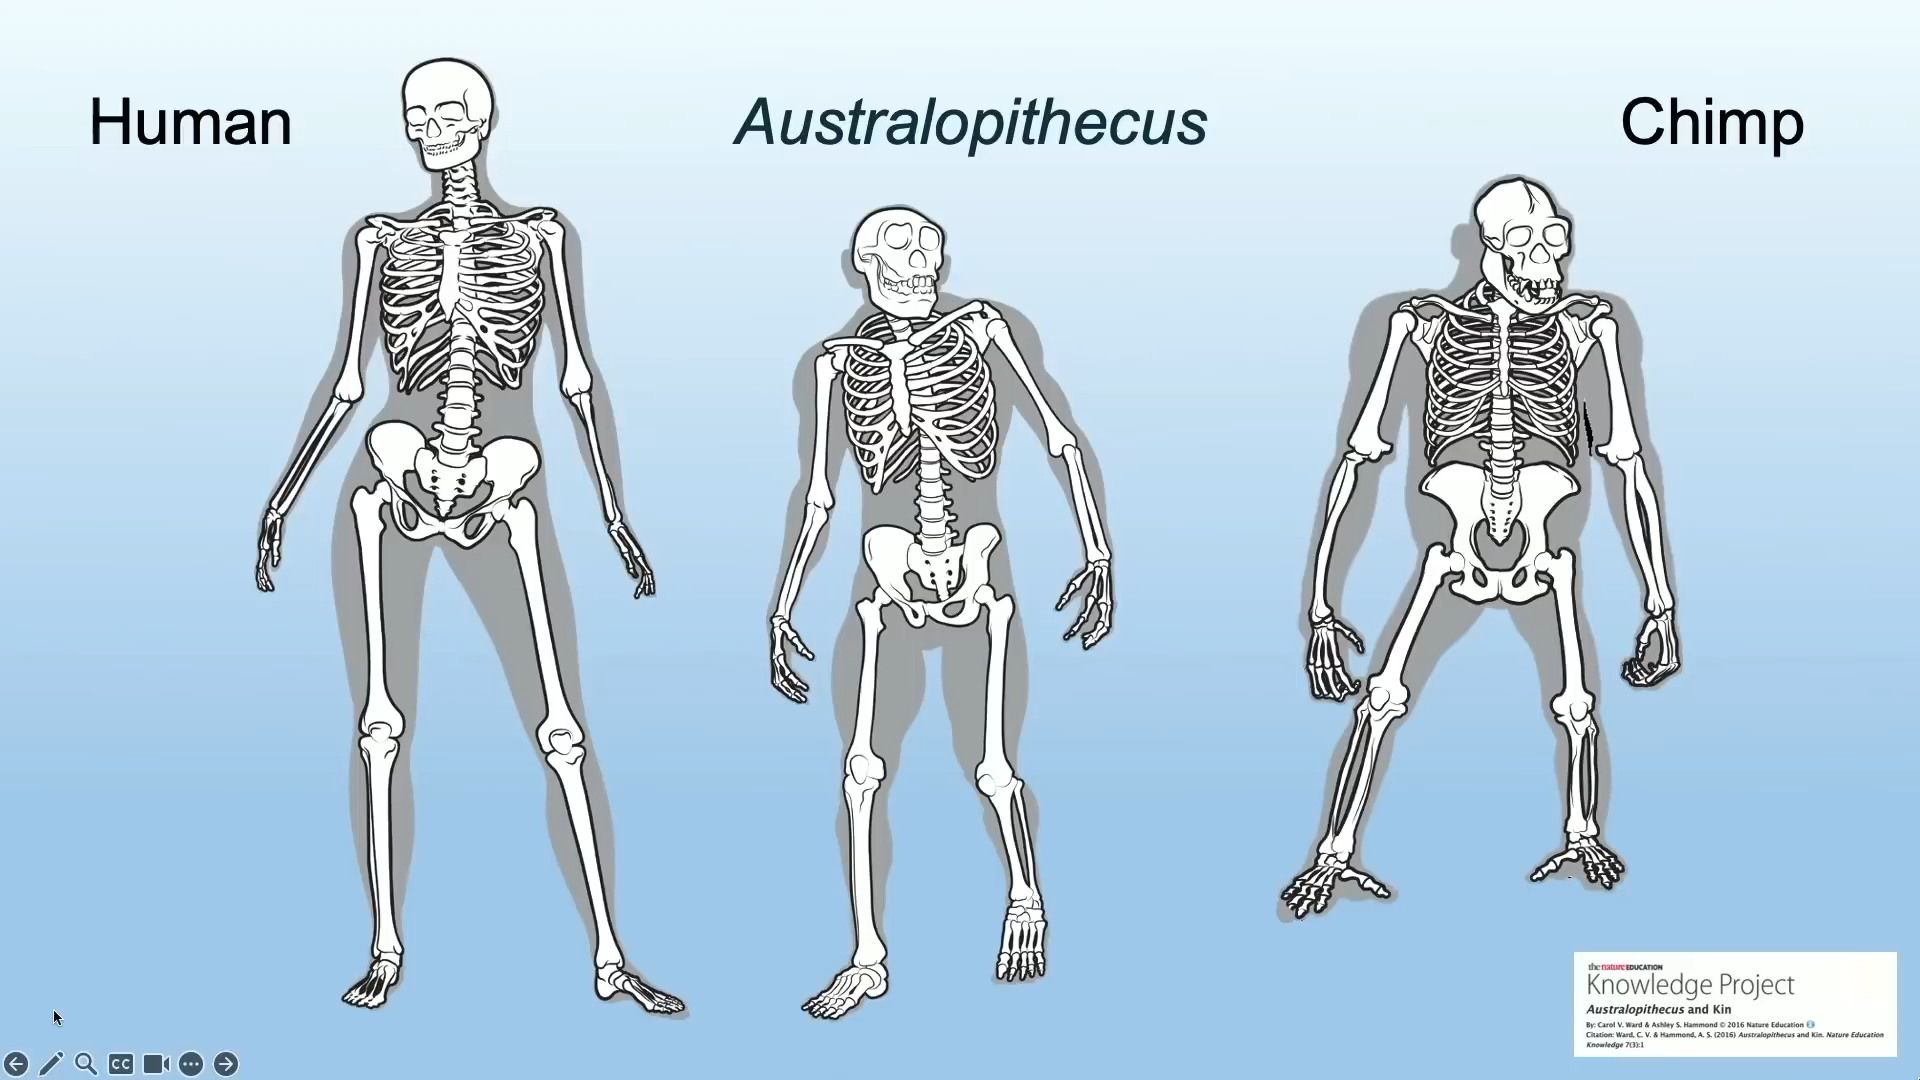 Human
Australopithecus
Chimp
the nature EDUCATION
Knowledge Project
Australopithecus and Kin
By: Carol V. Ward & Ashley S. Hammond © 2016 Nature Education
Citation: Ward, C. V. & Hammond, A. S. (2016) Australopithecus and Kin. Nature Education
Knowledge 7(3):1
CC